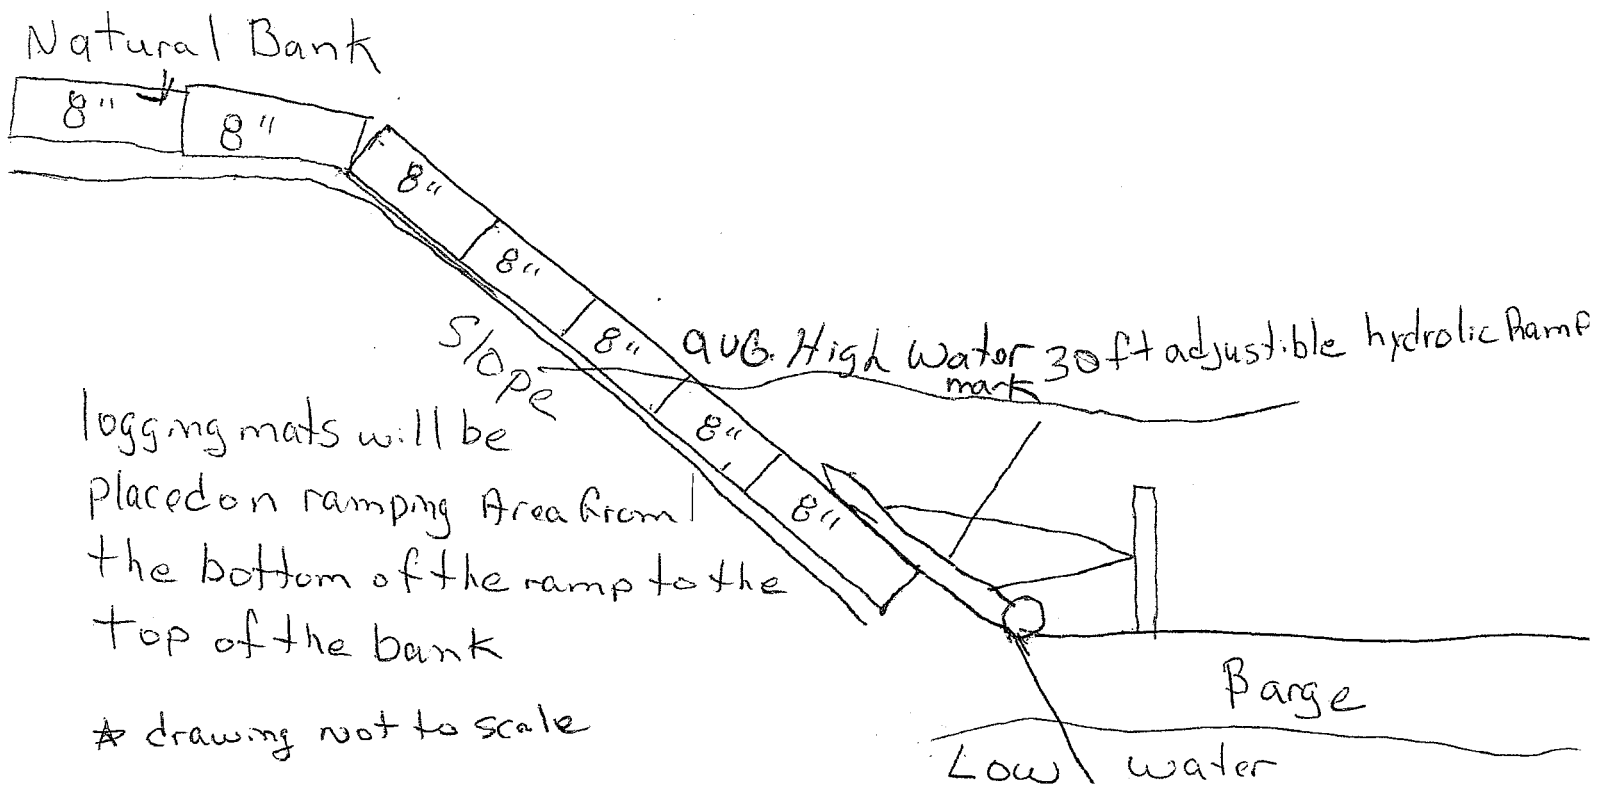 Natural Bank
8"
8"
8"
8"
8"
8"
8"
Slope
aug. High Water
mark
30ft adjustible hydrolic Ramp
logging mats will be
placed on ramping Area from
the bottom of the ramp to the
top of the bank
* drawing not to scale
Barge
Low water